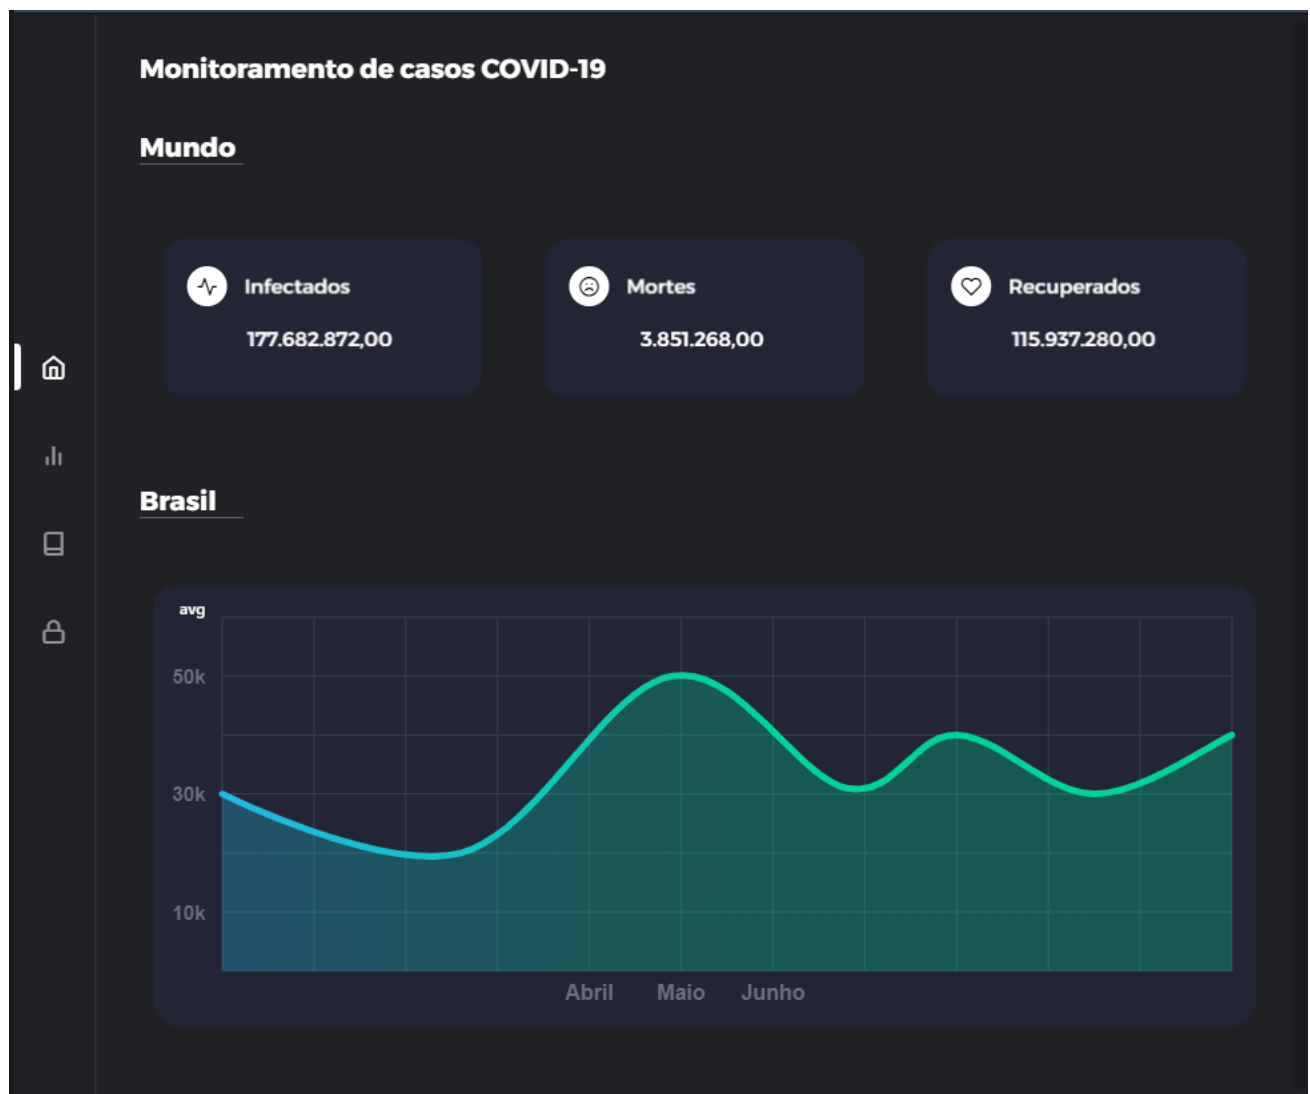 Monitoramento de casos COVID-19
Mundo
Infectados
177.682.872,00
Mortes
3.851.268,00
Recuperados
115.937.280,00
Brasil
avg
50k
30k
10k
Abril Maio Junho